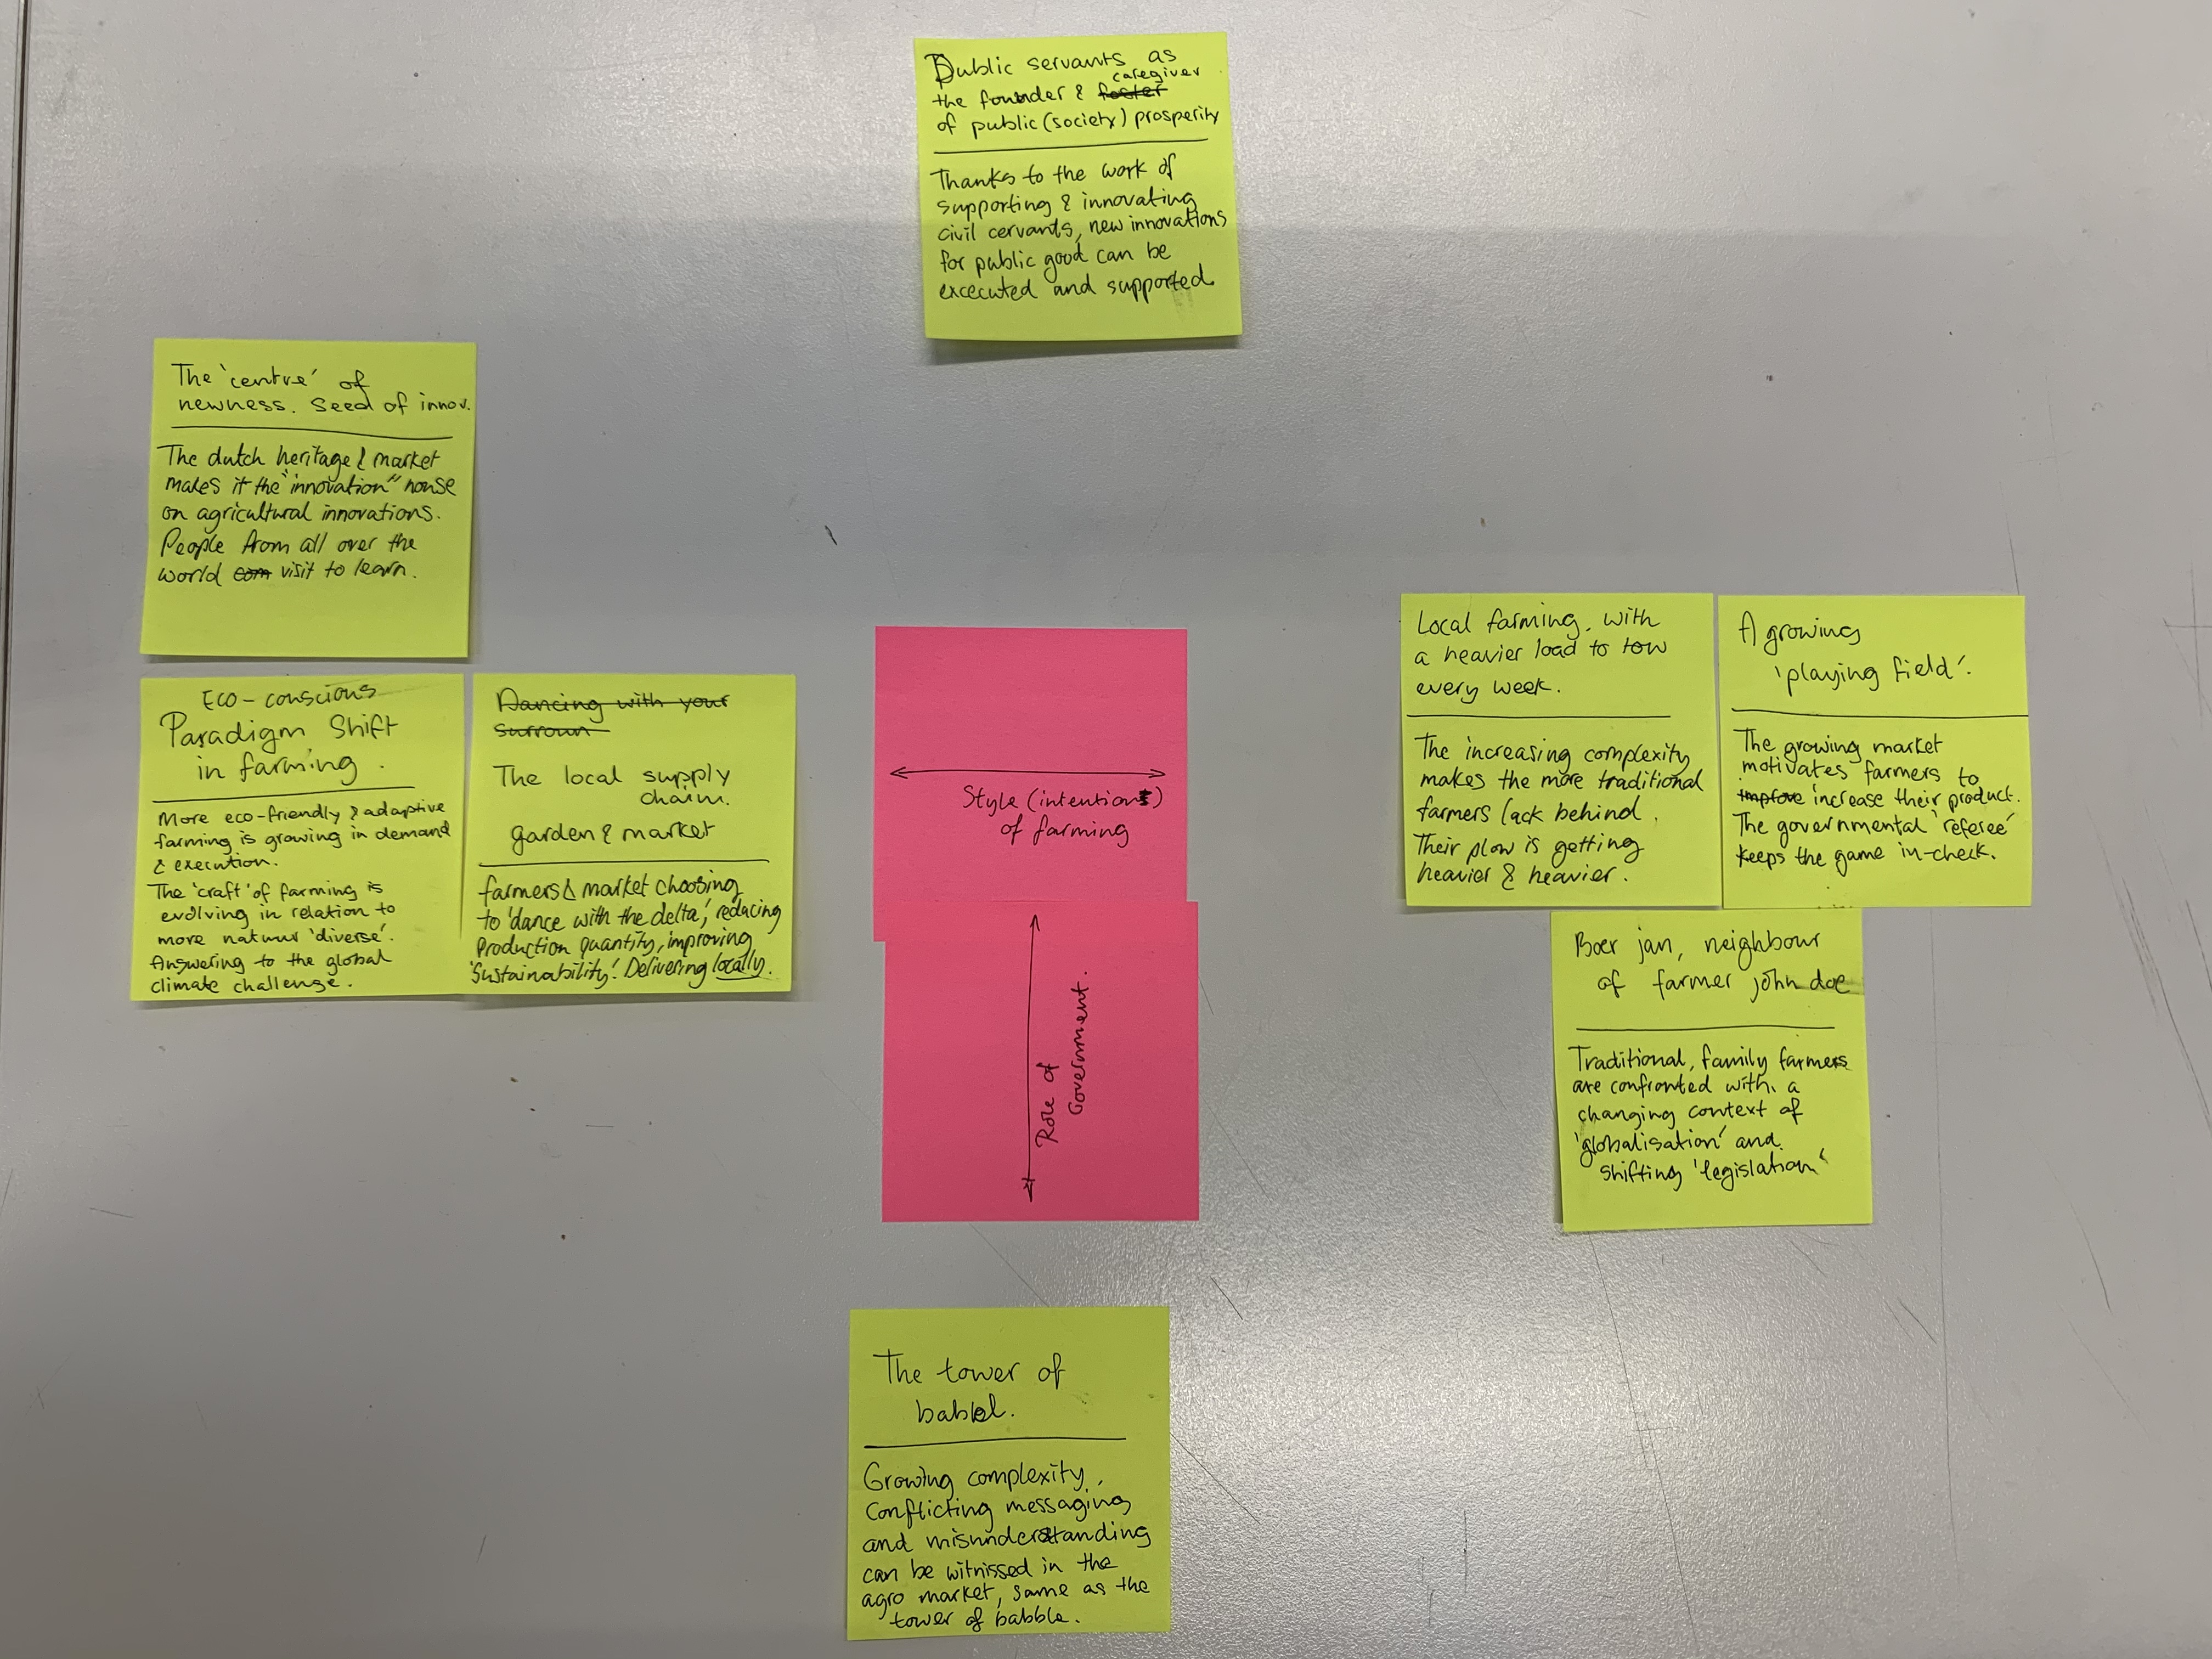 Public servants as
caregiver
the founder & foster
of public (society) prosperity
Thanks to the work of
supporting & innovating
civil cervants, new innovations
for public good can be
excecuted and supported.
The 'centre' of
newness. Seed of innov.
The dutch heritage & market
makes it the "innovation" house
on agricultural innovations.
People from all over the
world com visit to learn.
Eco-conscious
Paradigm Shift
in farming.
More eco-friendly & adaptive
farming is growing in demand
& execution.
The 'craft' of farming is
evolving in relation to
more natuur 'diverse'.
Answering to the global
climate challenge.
Dancing with your
surroun
The local supply
chain.
garden & market
farmers & market choosing
to 'dance with the delta', reducing
Production quantity, improving
'Sustainability'. Delivering locally.
Style (intentions)
of farming
Role of
Government.
Local farming, with
a heavier load to tow
every week.
The increasing complexity
makes the more traditional
farmers lack behind.
Their plow is getting
heavier & heavier.
A growing
'playing field'.
The growing market
motivates farmers to
improve increase their product.
The governmental 'referee'
keeps the game in-check.
Boer jan, neighbour
of farmer john doe
Traditional, family farmers
are confronted with a
changing context of
'globalisation' and
shifting 'legislation'
The tower of
babel.
Growing complexity,
Conflicting messaging
and misunderstanding
can be witnissed in the
agro market, same as the
tower of babble.